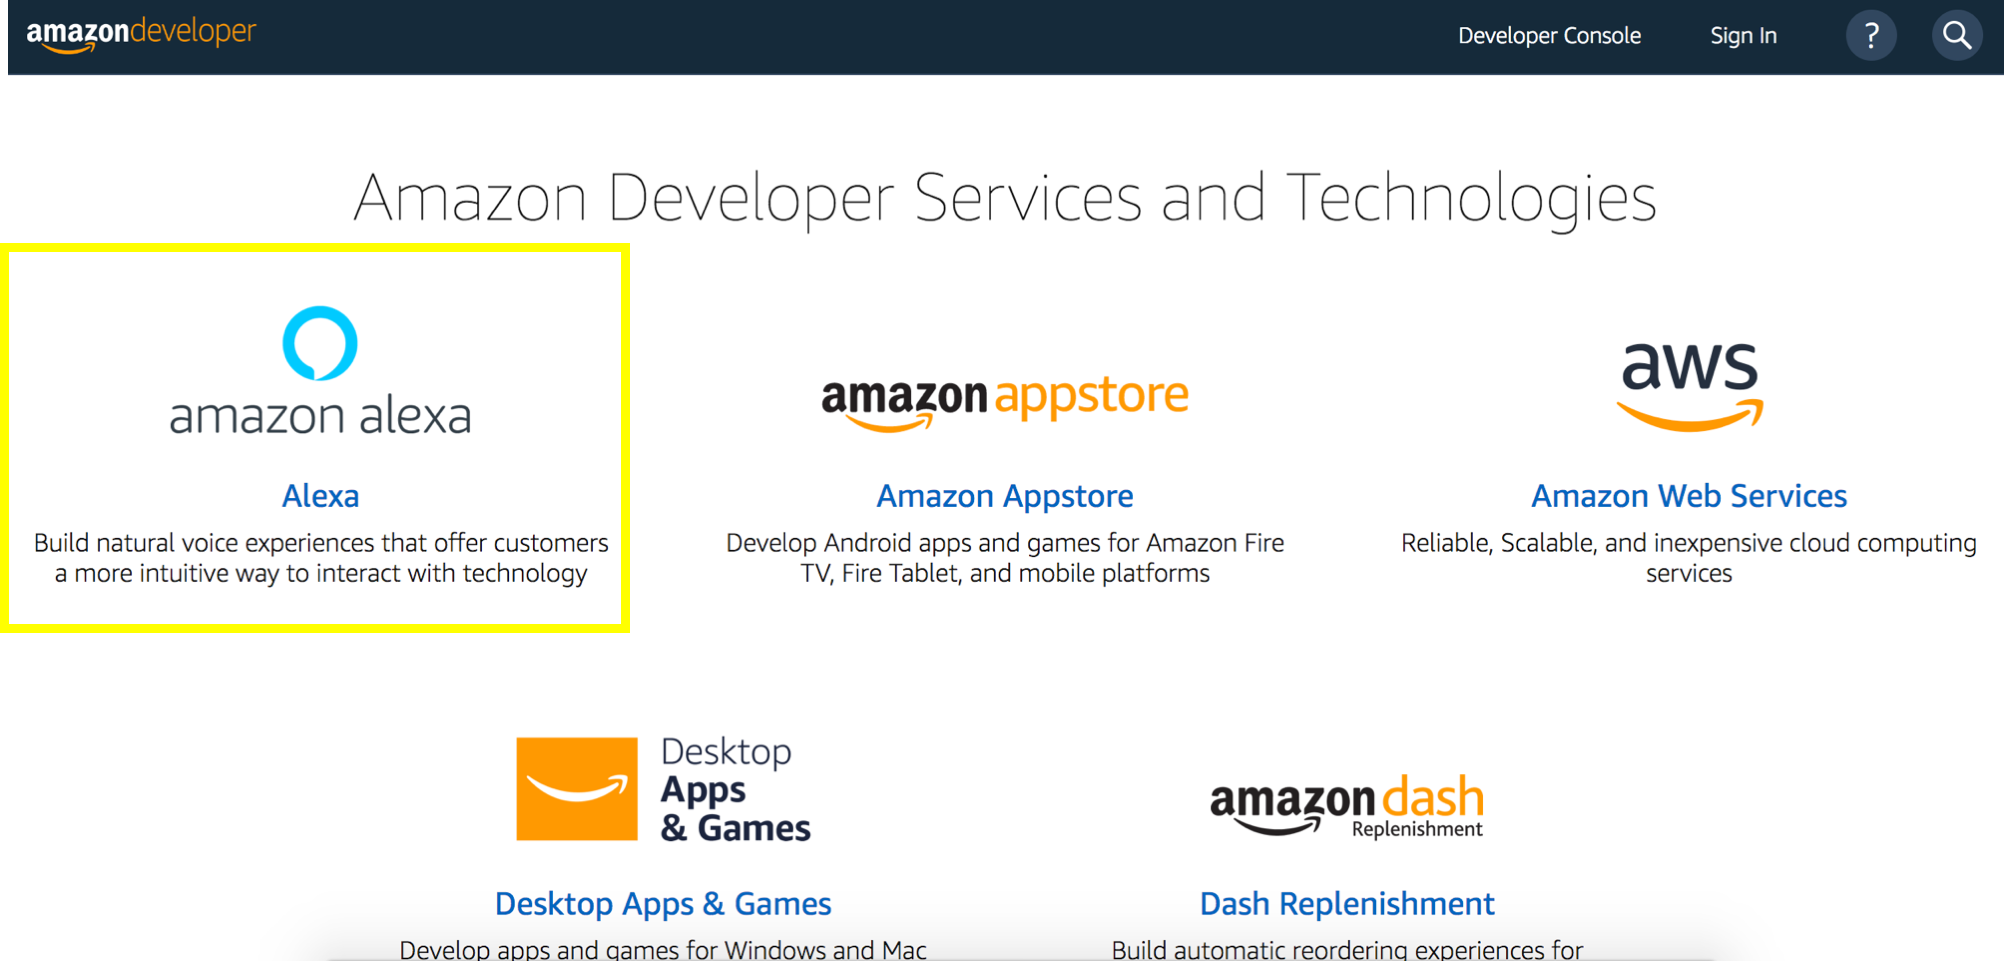 amazondeveloper
Developer Console
Sign In
?
Amazon Developer Services and Technologies
amazon alexa
Alexa
Build natural voice experiences that offer customers
a more intuitive way to interact with technology
amazon appstore
Amazon Appstore
Develop Android apps and games for Amazon Fire
TV, Fire Tablet, and mobile platforms
aws
Amazon Web Services
Reliable, Scalable, and inexpensive cloud computing
services
Desktop
Apps
& Games
Desktop Apps & Games
Develop apps and games for Windows and Mac
amazon dash
Replenishment
Dash Replenishment
Build automatic reordering experiences for